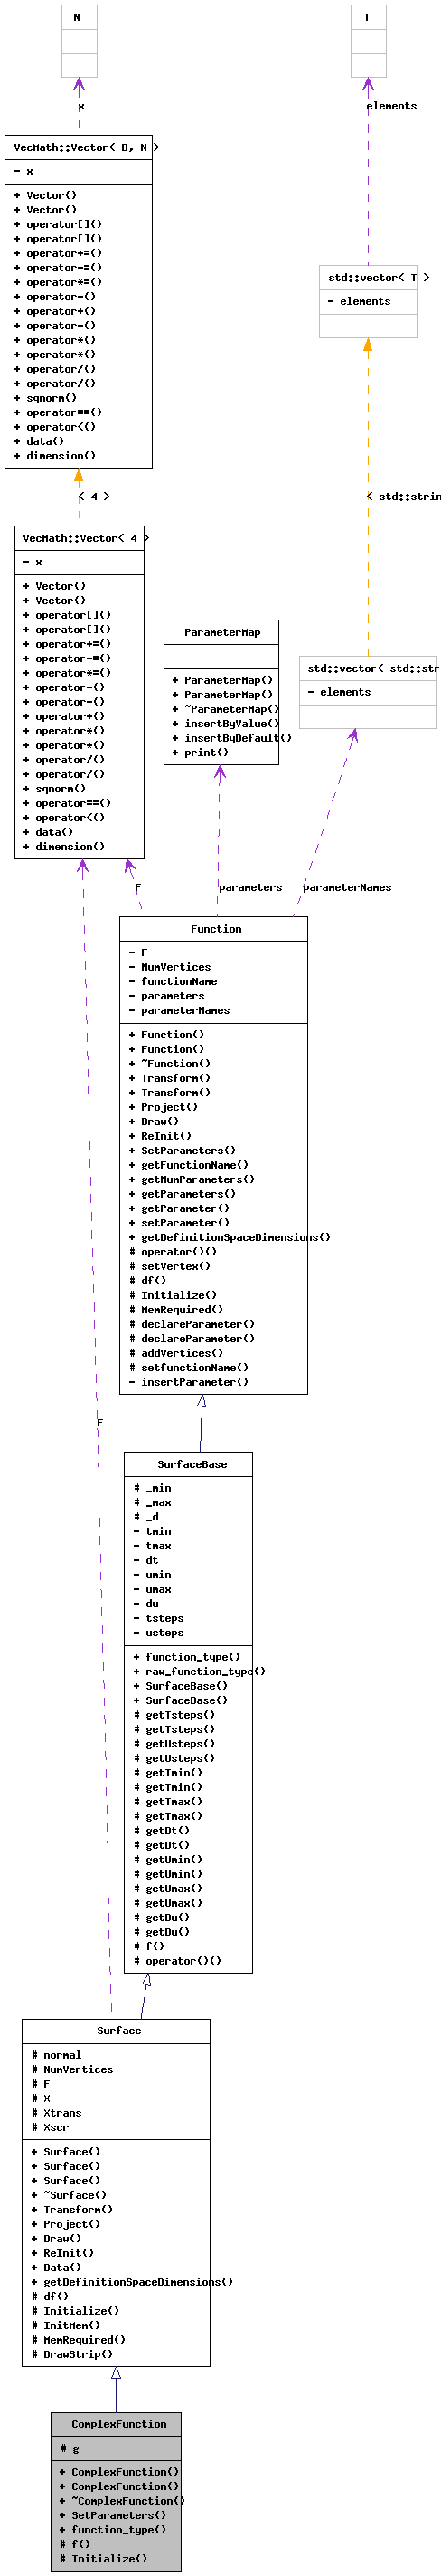 N
T
x
elements
VecMath::Vector< D, N >
- x
+ Vector()
+ Vector()
+ operator[]()
+ operator[]()
+ operator+=()
+ operator-=()
+ operator*=()
+ operator-()
+ operator+()
+ operator-()
+ operator*()
+ operator*()
+ operator/()
+ operator/()
+ sqnorm()
+ operator==()
+ operator<()
+ data()
+ dimension()
std::vector< T >
- elements
< 4 >
< std::strin
VecMath::Vector< 4 >
- x
+ Vector()
+ Vector()
+ operator[]()
+ operator[]()
+ operator+=()
+ operator-=()
+ operator*=()
+ operator-()
+ operator-()
+ operator+()
+ operator*()
+ operator*()
+ operator/()
+ operator/()
+ sqnorm()
+ operator==()
+ operator<()
+ data()
+ dimension()
ParameterMap
+ ParameterMap()
+ ParameterMap()
+ ~ParameterMap()
+ insertByValue()
+ insertByDefault()
+ print()
std::vector< std::str
- elements
F
parameters
parameterNames
Function
- F
- NumVertices
- functionName
- parameters
- parameterNames
+ Function()
+ Function()
+ ~Function()
+ Transform()
+ Transform()
+ Project()
+ Draw()
+ ReInit()
+ SetParameters()
+ getFunctionName()
+ getNumParameters()
+ getParameters()
+ getParameter()
+ setParameter()
+ getDefinitionSpaceDimensions()
# operator()()
# setVertex()
# df()
# Initialize()
# MemRequired()
# declareParameter()
# declareParameter()
# addVertices()
# setfunctionName()
- insertParameter()
F
SurfaceBase
# _min
# _max
# _d
- tmin
- tmax
- dt
- umin
- umax
- du
- tsteps
- usteps
+ function_type()
+ raw_function_type()
+ SurfaceBase()
+ SurfaceBase()
# getTsteps()
# getTsteps()
# getUsteps()
# getUsteps()
# getTmin()
# getTmin()
# getTmax()
# getTmax()
# getDt()
# getDt()
# getUmin()
# getUmin()
# getUmax()
# getUmax()
# getDu()
# getDu()
# f()
# operator()()
Surface
# normal
# NumVertices
# F
# X
# Xtrans
# Xscr
+ Surface()
+ Surface()
+ Surface()
+ ~Surface()
+ Transform()
+ Project()
+ Draw()
+ ReInit()
+ Data()
+ getDefinitionSpaceDimensions()
# df()
# Initialize()
# InitMem()
# MemRequired()
# DrawStrip()
ComplexFunction
# g
+ ComplexFunction()
+ ComplexFunction()
+ ~ComplexFunction()
+ SetParameters()
+ function_type()
# f()
# Initialize()